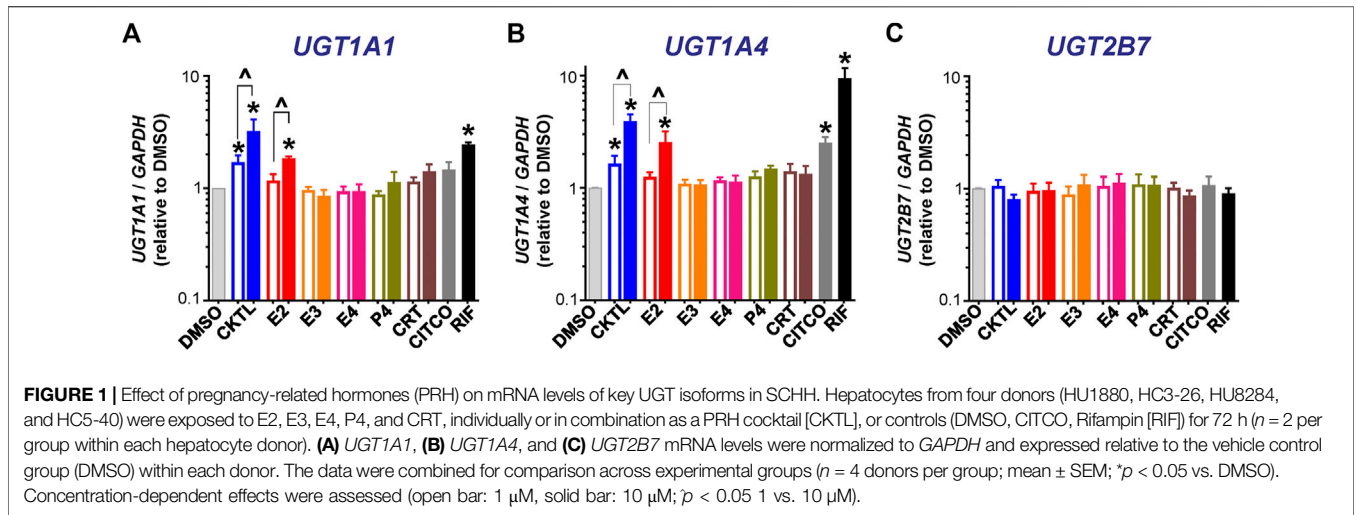 A
UGT1A1
UGT1A1 / GAPDH
(relative to DMSO)
10
1
0.1
^
^
*
*
*
*
DMSO
CKTL
E2
E3
E4
P4
CRT
CITCO
RIF
B
UGT1A4
UGT1A4 / GAPDH
(relative to DMSO)
10
1
0.1
^
^
*
*
*
*
*
DMSO
CKTL
E2
E3
E4
P4
CRT
CITCO
RIF
C
UGT2B7
UGT2B7 / GAPDH
(relative to DMSO)
10
1
0.1
DMSO
CKTL
E2
E3
E4
P4
CRT
CITCO
RIF
FIGURE 1 | Effect of pregnancy-related hormones (PRH) on mRNA levels of key UGT isoforms in SCHH. Hepatocytes from four donors (HU1880, HC3-26, HU8284,
and HC5-40) were exposed to E2, E3, E4, P4, and CRT, individually or in combination as a PRH cocktail [CKTL], or controls (DMSO, CITCO, Rifampin [RIF]) for 72 h (n = 2 per
group within each hepatocyte donor). (A) UGT1A1, (B) UGT1A4, and (C) UGT2B7 mRNA levels were normalized to GAPDH and expressed relative to the vehicle control
group (DMSO) within each donor. The data were combined for comparison across experimental groups (n = 4 donors per group; mean ± SEM; *p < 0.05 vs. DMSO).
Concentration-dependent effects were assessed (open bar: 1 μM, solid bar: 10 μM; ^p < 0.05 1 vs. 10 μM).